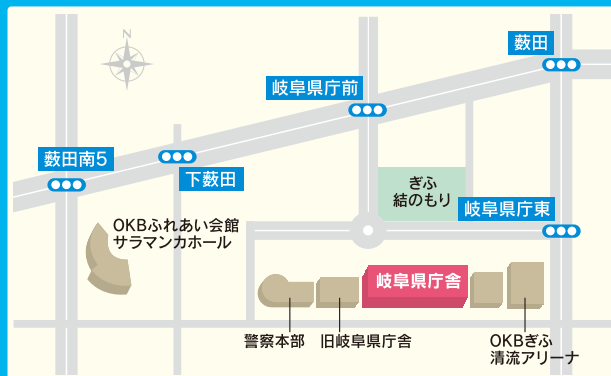 N
薮田
岐阜県庁前
薮田南5
下薮田
ぎふ
結のもり
岐阜県庁東
OKBふれあい会館
サラマンカホール
岐阜県庁舎
警察本部
旧岐阜県庁舎
OKBぎふ
清流アリーナ